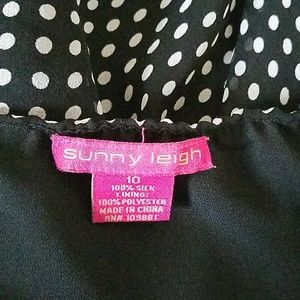 sunny leigh
10
100% SILK
LINING:
100% POLYESTER
MADE IN CHINA
RN# 109881